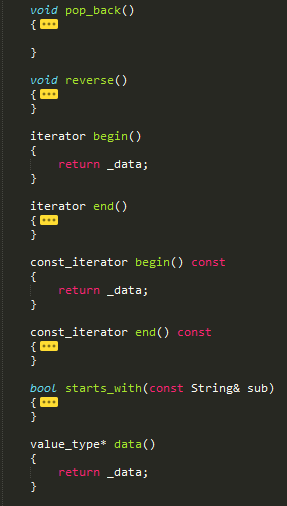 void pop_back()
{...
}
void reverse()
{...
}
iterator begin()
{
return _data;
}
iterator end()
{...
}
const_iterator begin() const
{
return _data;
}
const_iterator end() const
{...
}
bool starts_with(const String& sub)
{...
}
value_type* data()
{
return _data;
}